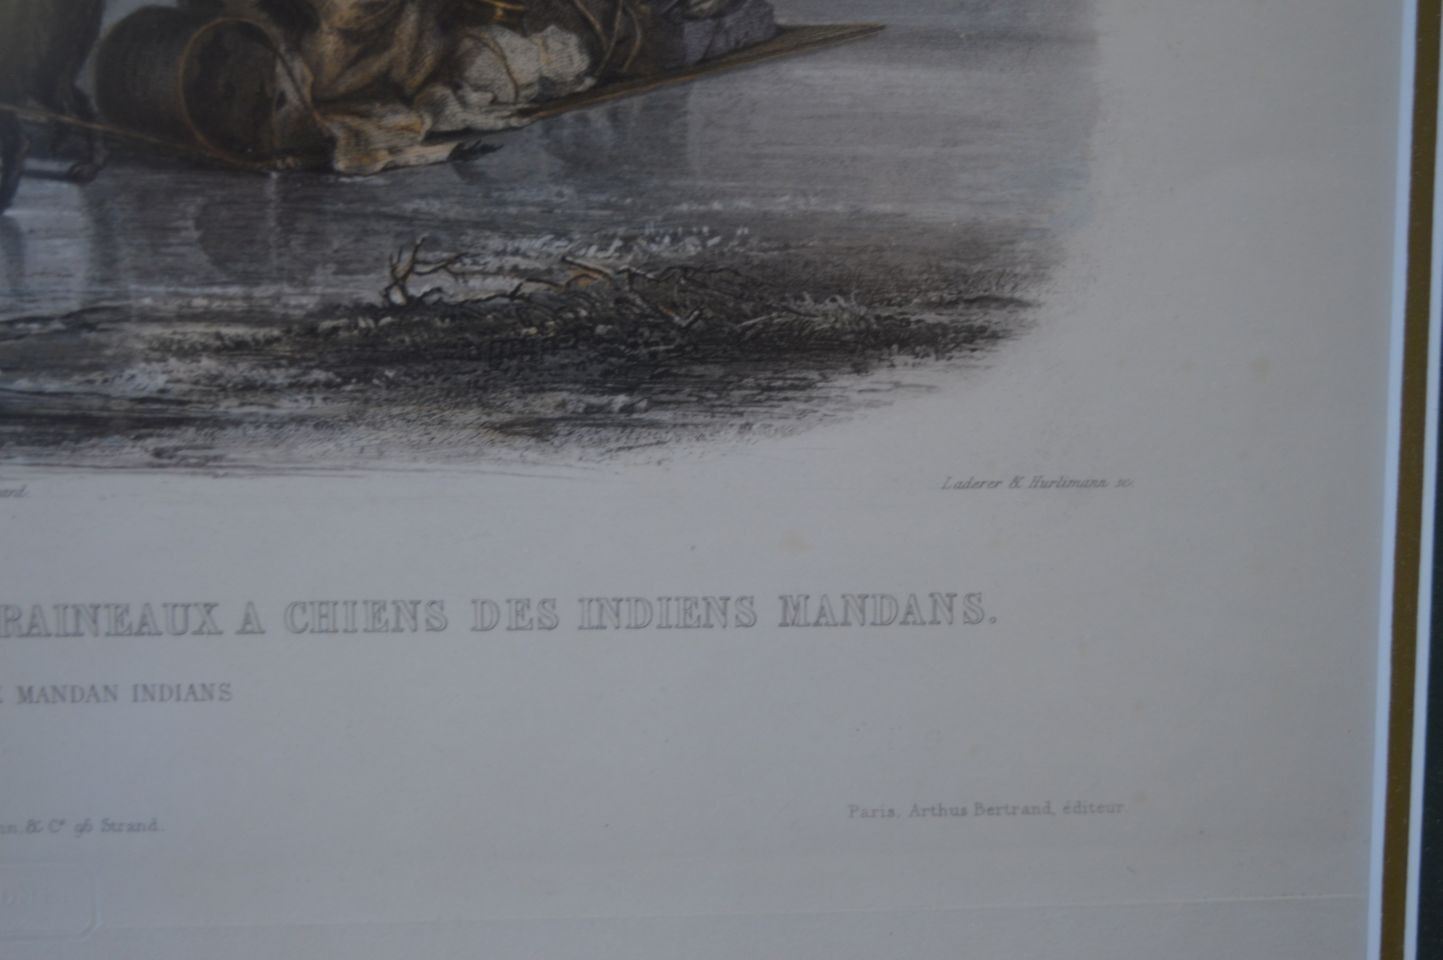 Laderer & Hurlimann sc.
RAINEAUX A CHIENS DES INDIENS MANDANS.
MANDAN INDIANS
& Cº 96 Strand.
Paris, Arthus Bertrand, éditeur.